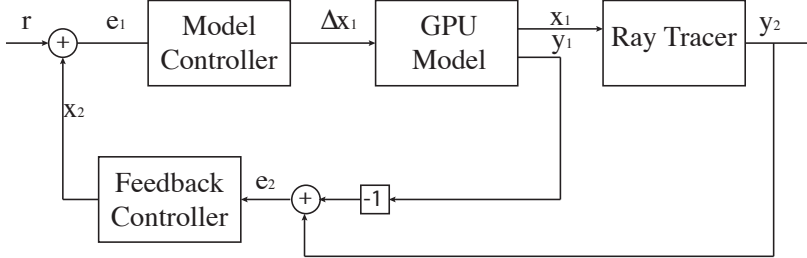 r
+
e₁
Model
Controller
Δx₁
GPU
Model
x₁
y₁
Ray Tracer
y₂
x₂
Feedback
Controller
e₂
+
-1